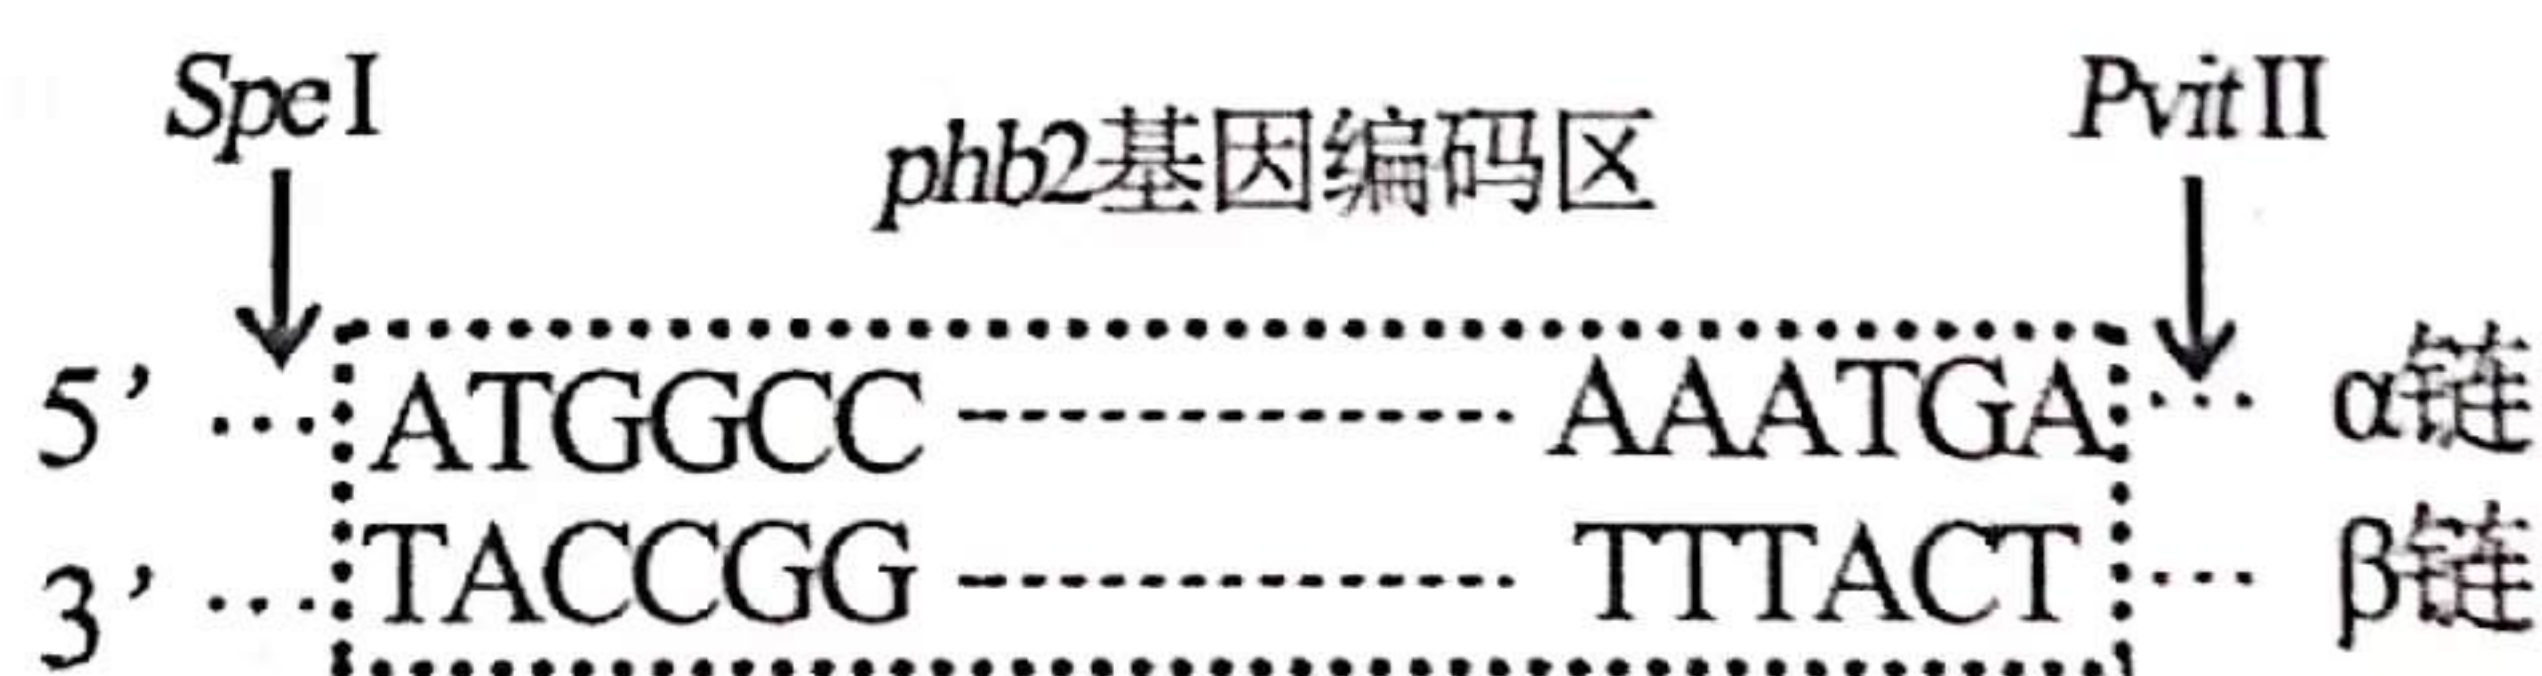 SpeI PvitII
phb2基因编码区
5’ … ATGGCC ---------- AAATGA … α链
3’ … TACCGG ---------- TTTACT … β链